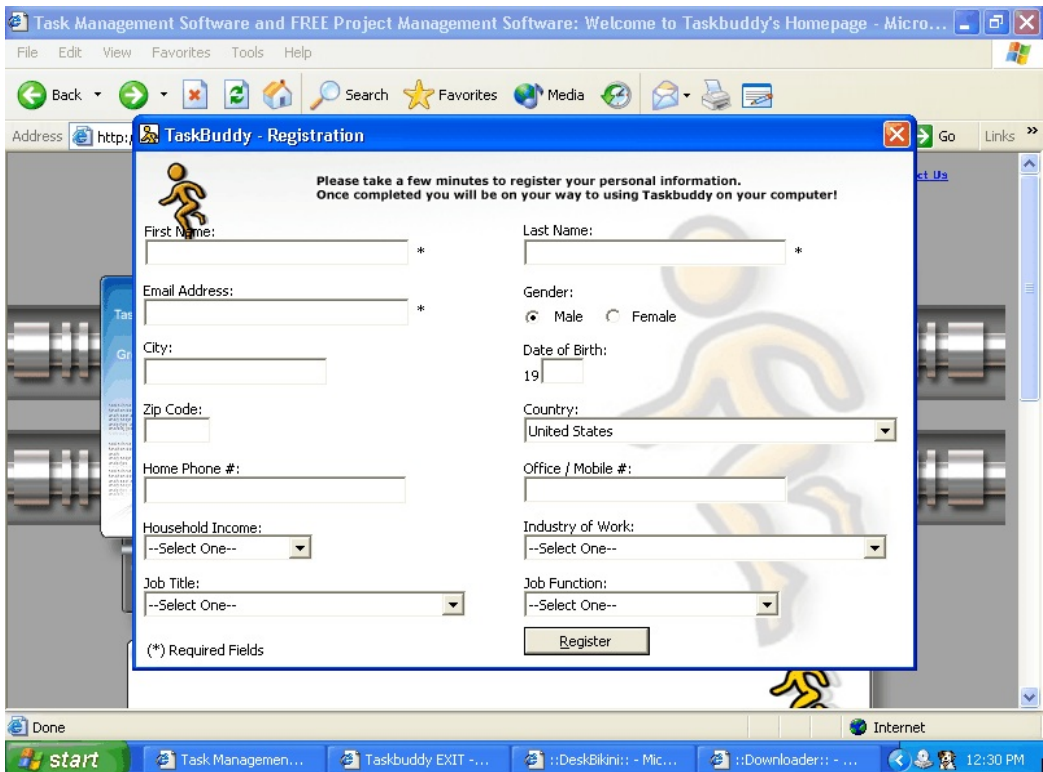 Task Management Software and FREE Project Management Software: Welcome to Taskbuddy's Homepage - Micro...
File Edit View Favorites Tools Help
Back Search Favorites Media
Address http:/ Go Links »
TaskBuddy - Registration
ct Us
Please take a few minutes to register your personal information.
Once completed you will be on your way to using Taskbuddy on your computer!
First Name: Last Name:
* *
Email Address: Gender:
* Male Female
Tas
City: Date of Birth:
Gr
19
Zip Code: Country:
United States
Home Phone #: Office / Mobile #:
Household Income: Industry of Work:
--Select One-- --Select One--
Job Title: Job Function:
--Select One-- --Select One--
(*) Required Fields Register
Done Internet
start Task Managemen... Taskbuddy EXIT -... ::DeskBikini:: - Mic... ::Downloader:: - ... 12:30 PM